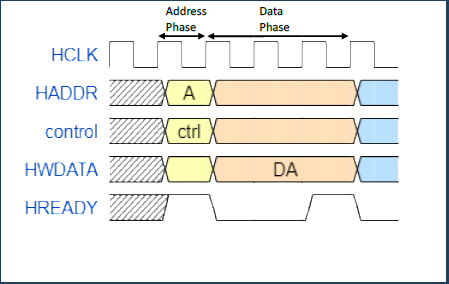 Address Data
Phase Phase
HCLK
HADDR A
control ctrl
HWDATA DA
HREADY